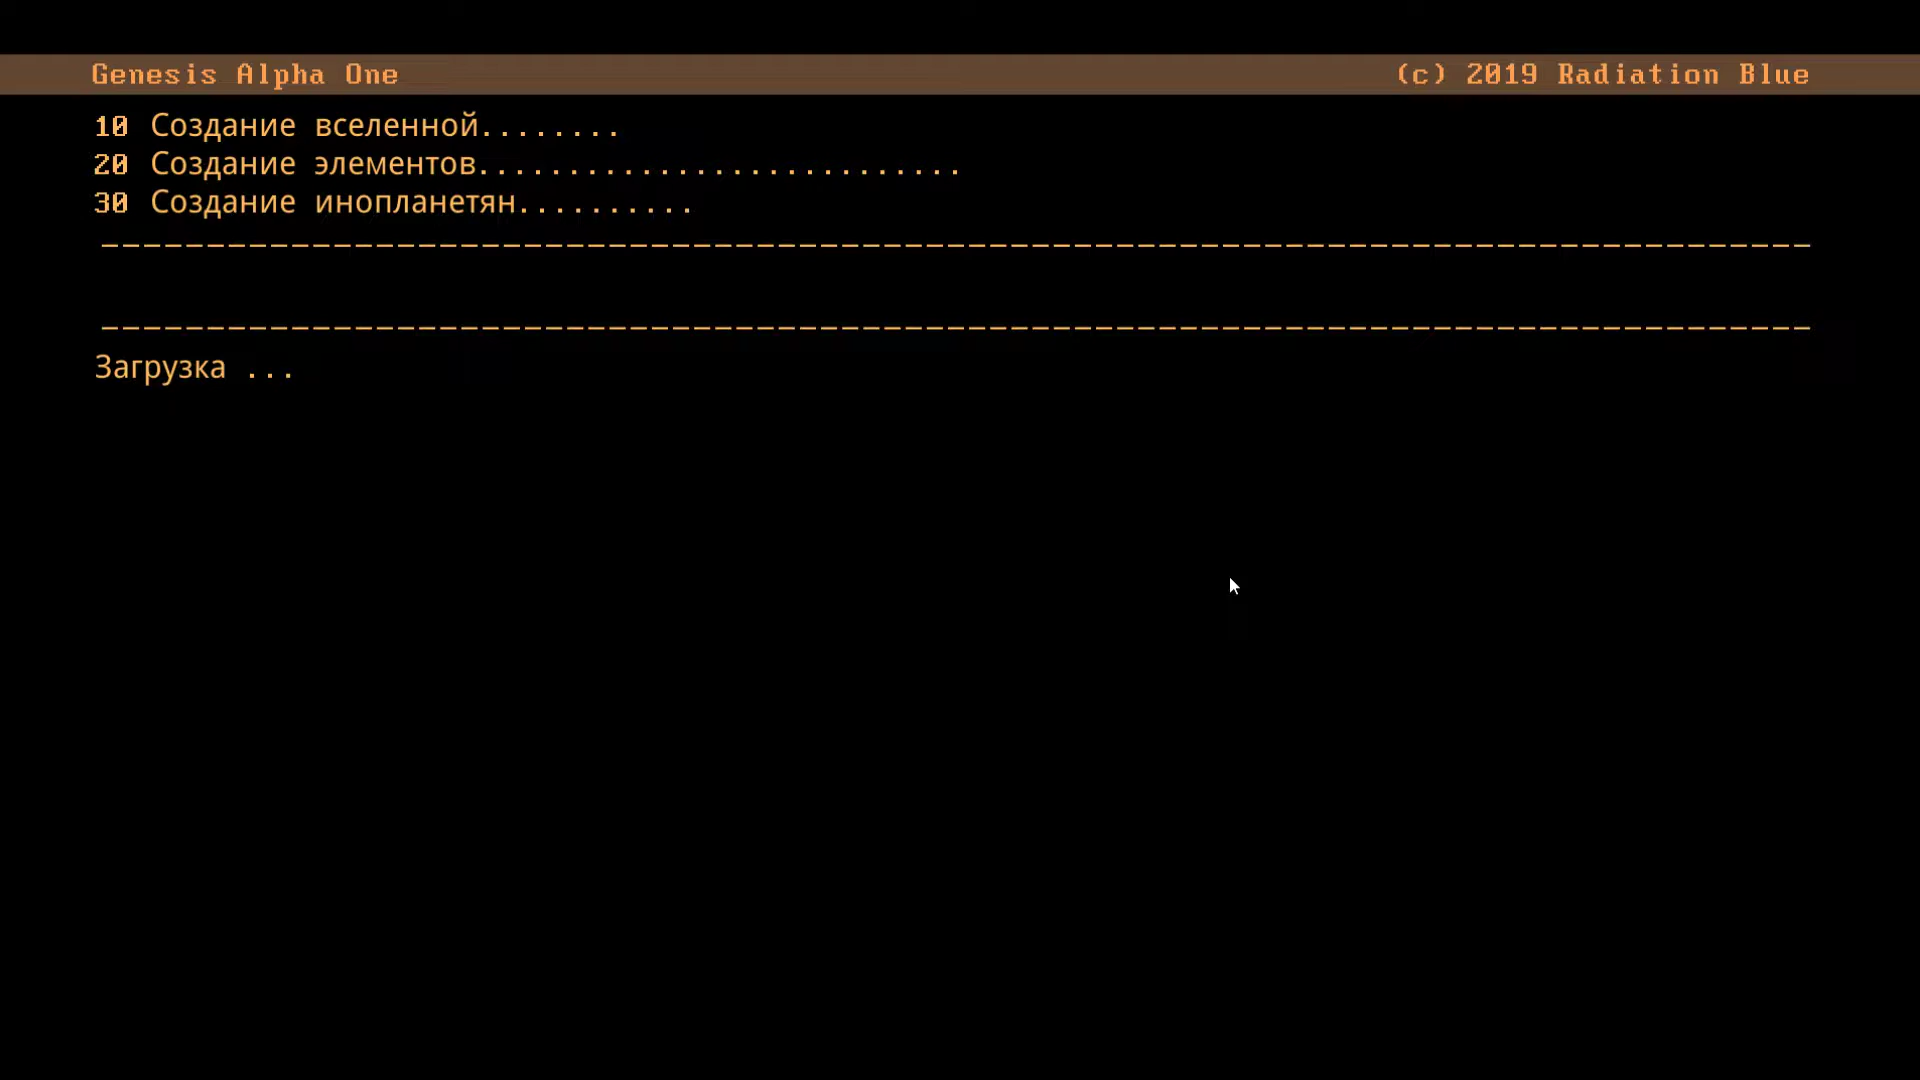 Genesis Alpha One (c) 2019 Radiation Blue
10 Создание вселенной........
20 Создание элементов...........................
30 Создание инопланетян..........
Загрузка ...